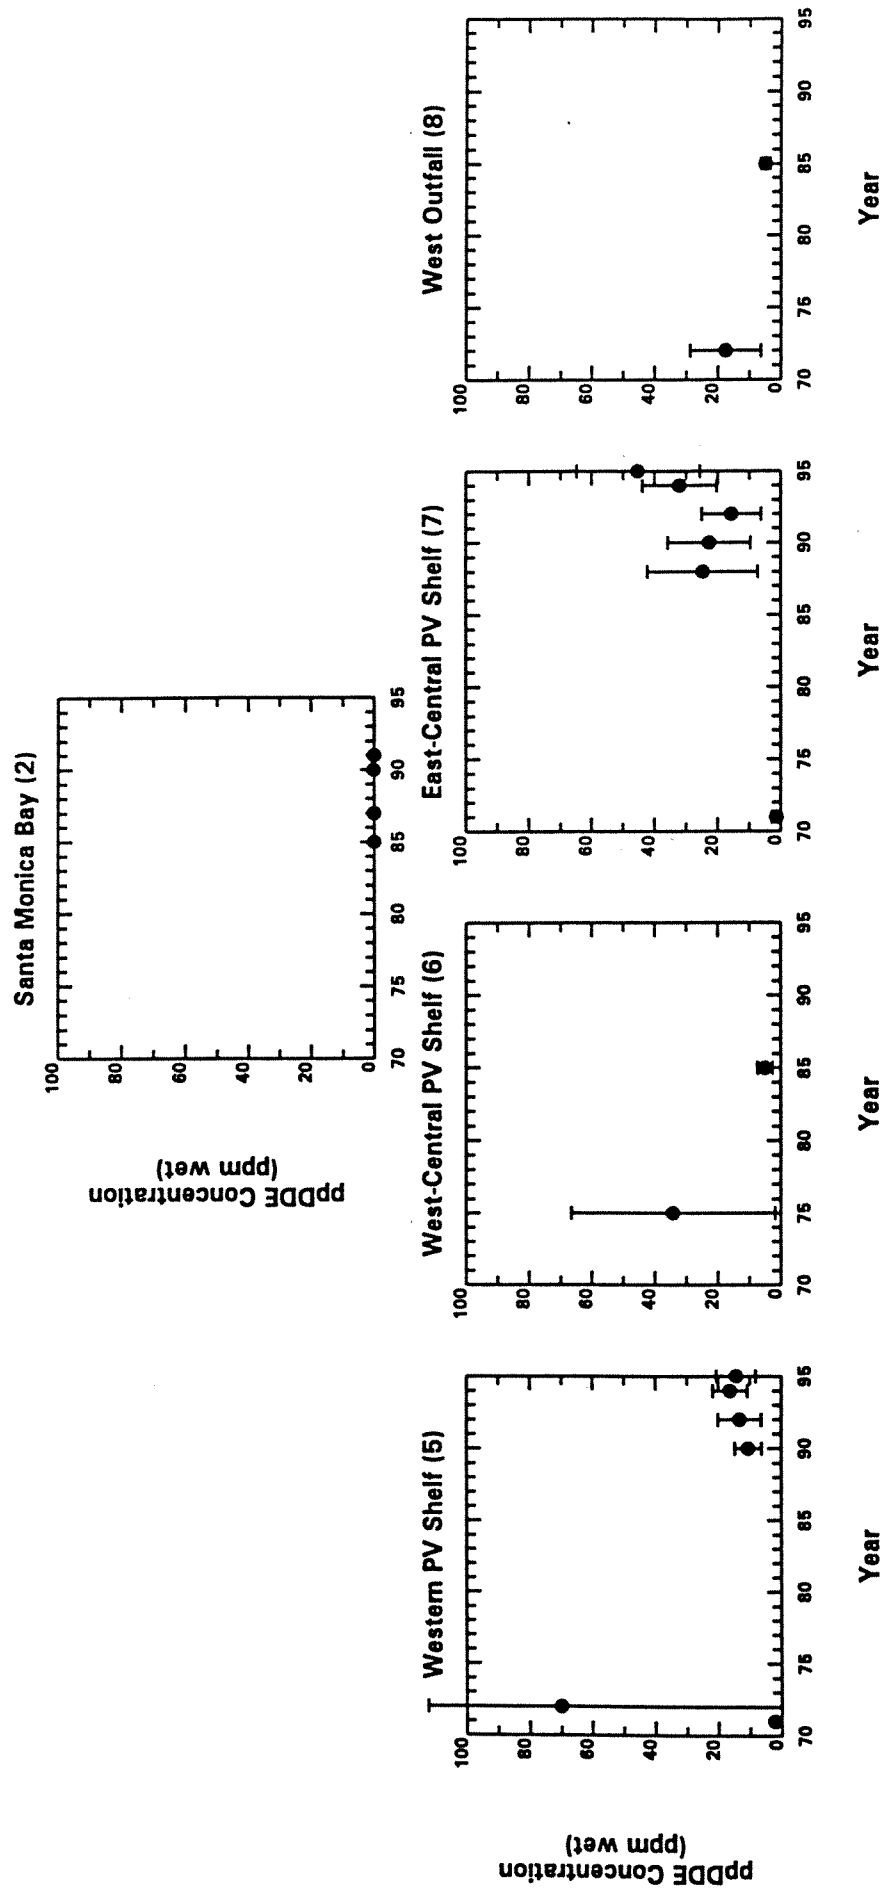 Santa Monica Bay (2)
ppDDE Concentration
(ppm wet)
100
80
60
40
20
0
70 75 80 85 90 95
Western PV Shelf (5)
ppDDE Concentration
(ppm wet)
100
80
60
40
20
0
70 75 80 85 90 95
Year
West-Central PV Shelf (6)
100
80
60
40
20
0
70 75 80 85 90 95
Year
East-Central PV Shelf (7)
100
80
60
40
20
0
70 75 80 85 90 95
Year
West Outfall (8)
100
80
60
40
20
0
70 75 80 85 90 95
Year